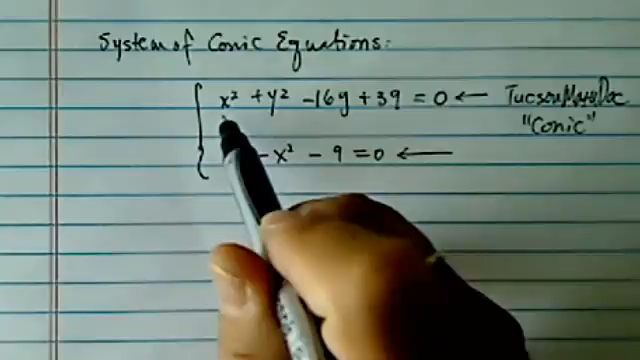 System of Conic Equations:
x² + y² - 16y + 39 = 0 ← TucsonMathDoc
"Conic"
- x² - 9 = 0 ←